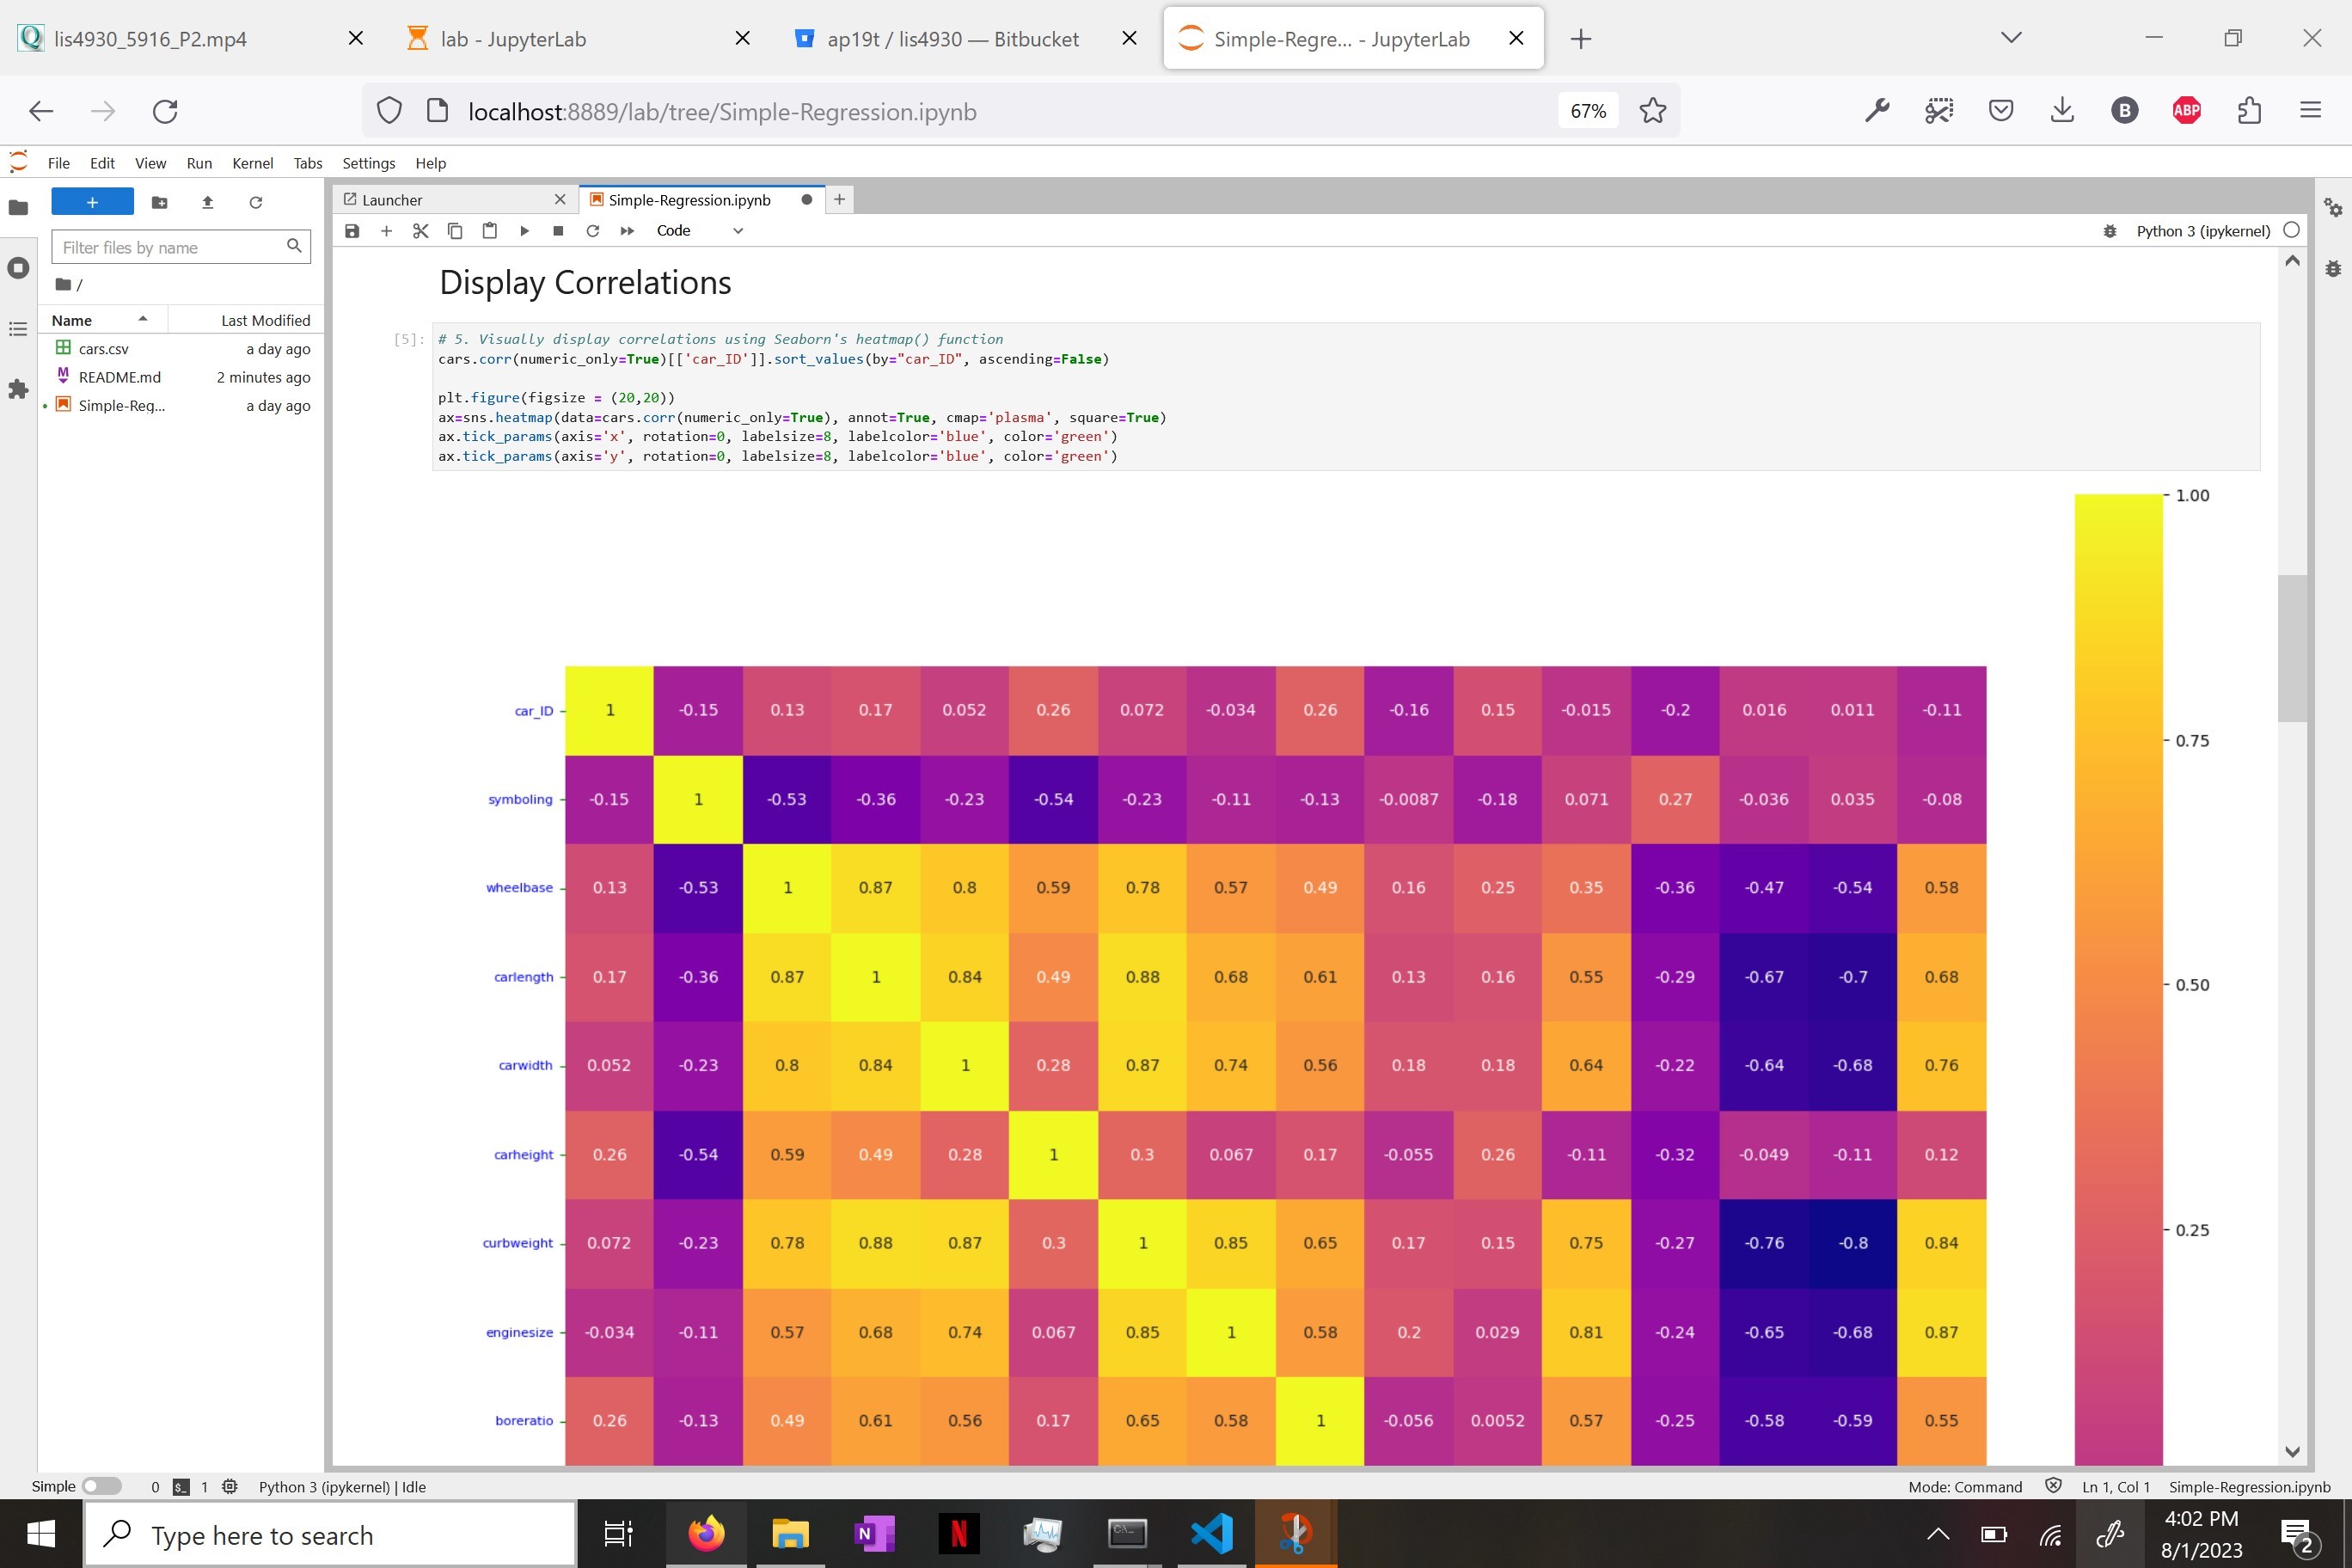 lis4930_5916_P2.mp4
lab - JupyterLab
ap19t / lis4930 — Bitbucket
Simple-Regre... - JupyterLab
localhost:8889/lab/tree/Simple-Regression.ipynb
67%
B
ABP
File Edit View Run Kernel Tabs Settings Help
Launcher
Simple-Regression.ipynb
Filter files by name
Code
Python 3 (ipykernel)
/
Name Last Modified
cars.csv a day ago
README.md 2 minutes ago
Simple-Reg... a day ago
Display Correlations
[5]:
# 5. Visually display correlations using Seaborn's heatmap() function
cars.corr(numeric_only=True)[['car_ID']].sort_values(by="car_ID", ascending=False)
plt.figure(figsize = (20,20))
ax=sns.heatmap(data=cars.corr(numeric_only=True), annot=True, cmap='plasma', square=True)
ax.tick_params(axis='x', rotation=0, labelsize=8, labelcolor='blue', color='green')
ax.tick_params(axis='y', rotation=0, labelsize=8, labelcolor='blue', color='green')
car_ID 1 -0.15 0.13 0.17 0.052 0.26 0.072 -0.034 0.26 -0.16 0.15 -0.015 -0.2 0.016 0.011 -0.11
symboling -0.15 1 -0.53 -0.36 -0.23 -0.54 -0.23 -0.11 -0.13 -0.0087 -0.18 0.071 0.27 -0.036 0.035 -0.08
wheelbase 0.13 -0.53 1 0.87 0.8 0.59 0.78 0.57 0.49 0.16 0.25 0.35 -0.36 -0.47 -0.54 0.58
carlength 0.17 -0.36 0.87 1 0.84 0.49 0.88 0.68 0.61 0.13 0.16 0.55 -0.29 -0.67 -0.7 0.68
carwidth 0.052 -0.23 0.8 0.84 1 0.28 0.87 0.74 0.56 0.18 0.18 0.64 -0.22 -0.64 -0.68 0.76
carheight 0.26 -0.54 0.59 0.49 0.28 1 0.3 0.067 0.17 -0.055 0.26 -0.11 -0.32 -0.049 -0.11 0.12
curbweight 0.072 -0.23 0.78 0.88 0.87 0.3 1 0.85 0.65 0.17 0.15 0.75 -0.27 -0.76 -0.8 0.84
enginesize -0.034 -0.11 0.57 0.68 0.74 0.067 0.85 1 0.58 0.2 0.029 0.81 -0.24 -0.65 -0.68 0.87
boreratio 0.26 -0.13 0.49 0.61 0.56 0.17 0.65 0.58 1 -0.056 0.0052 0.57 -0.25 -0.58 -0.59 0.55
1.00
0.75
0.50
0.25
Simple 0 1 Python 3 (ipykernel) | Idle
Mode: Command Ln 1, Col 1 Simple-Regression.ipynb
Type here to search
4:02 PM
8/1/2023
2